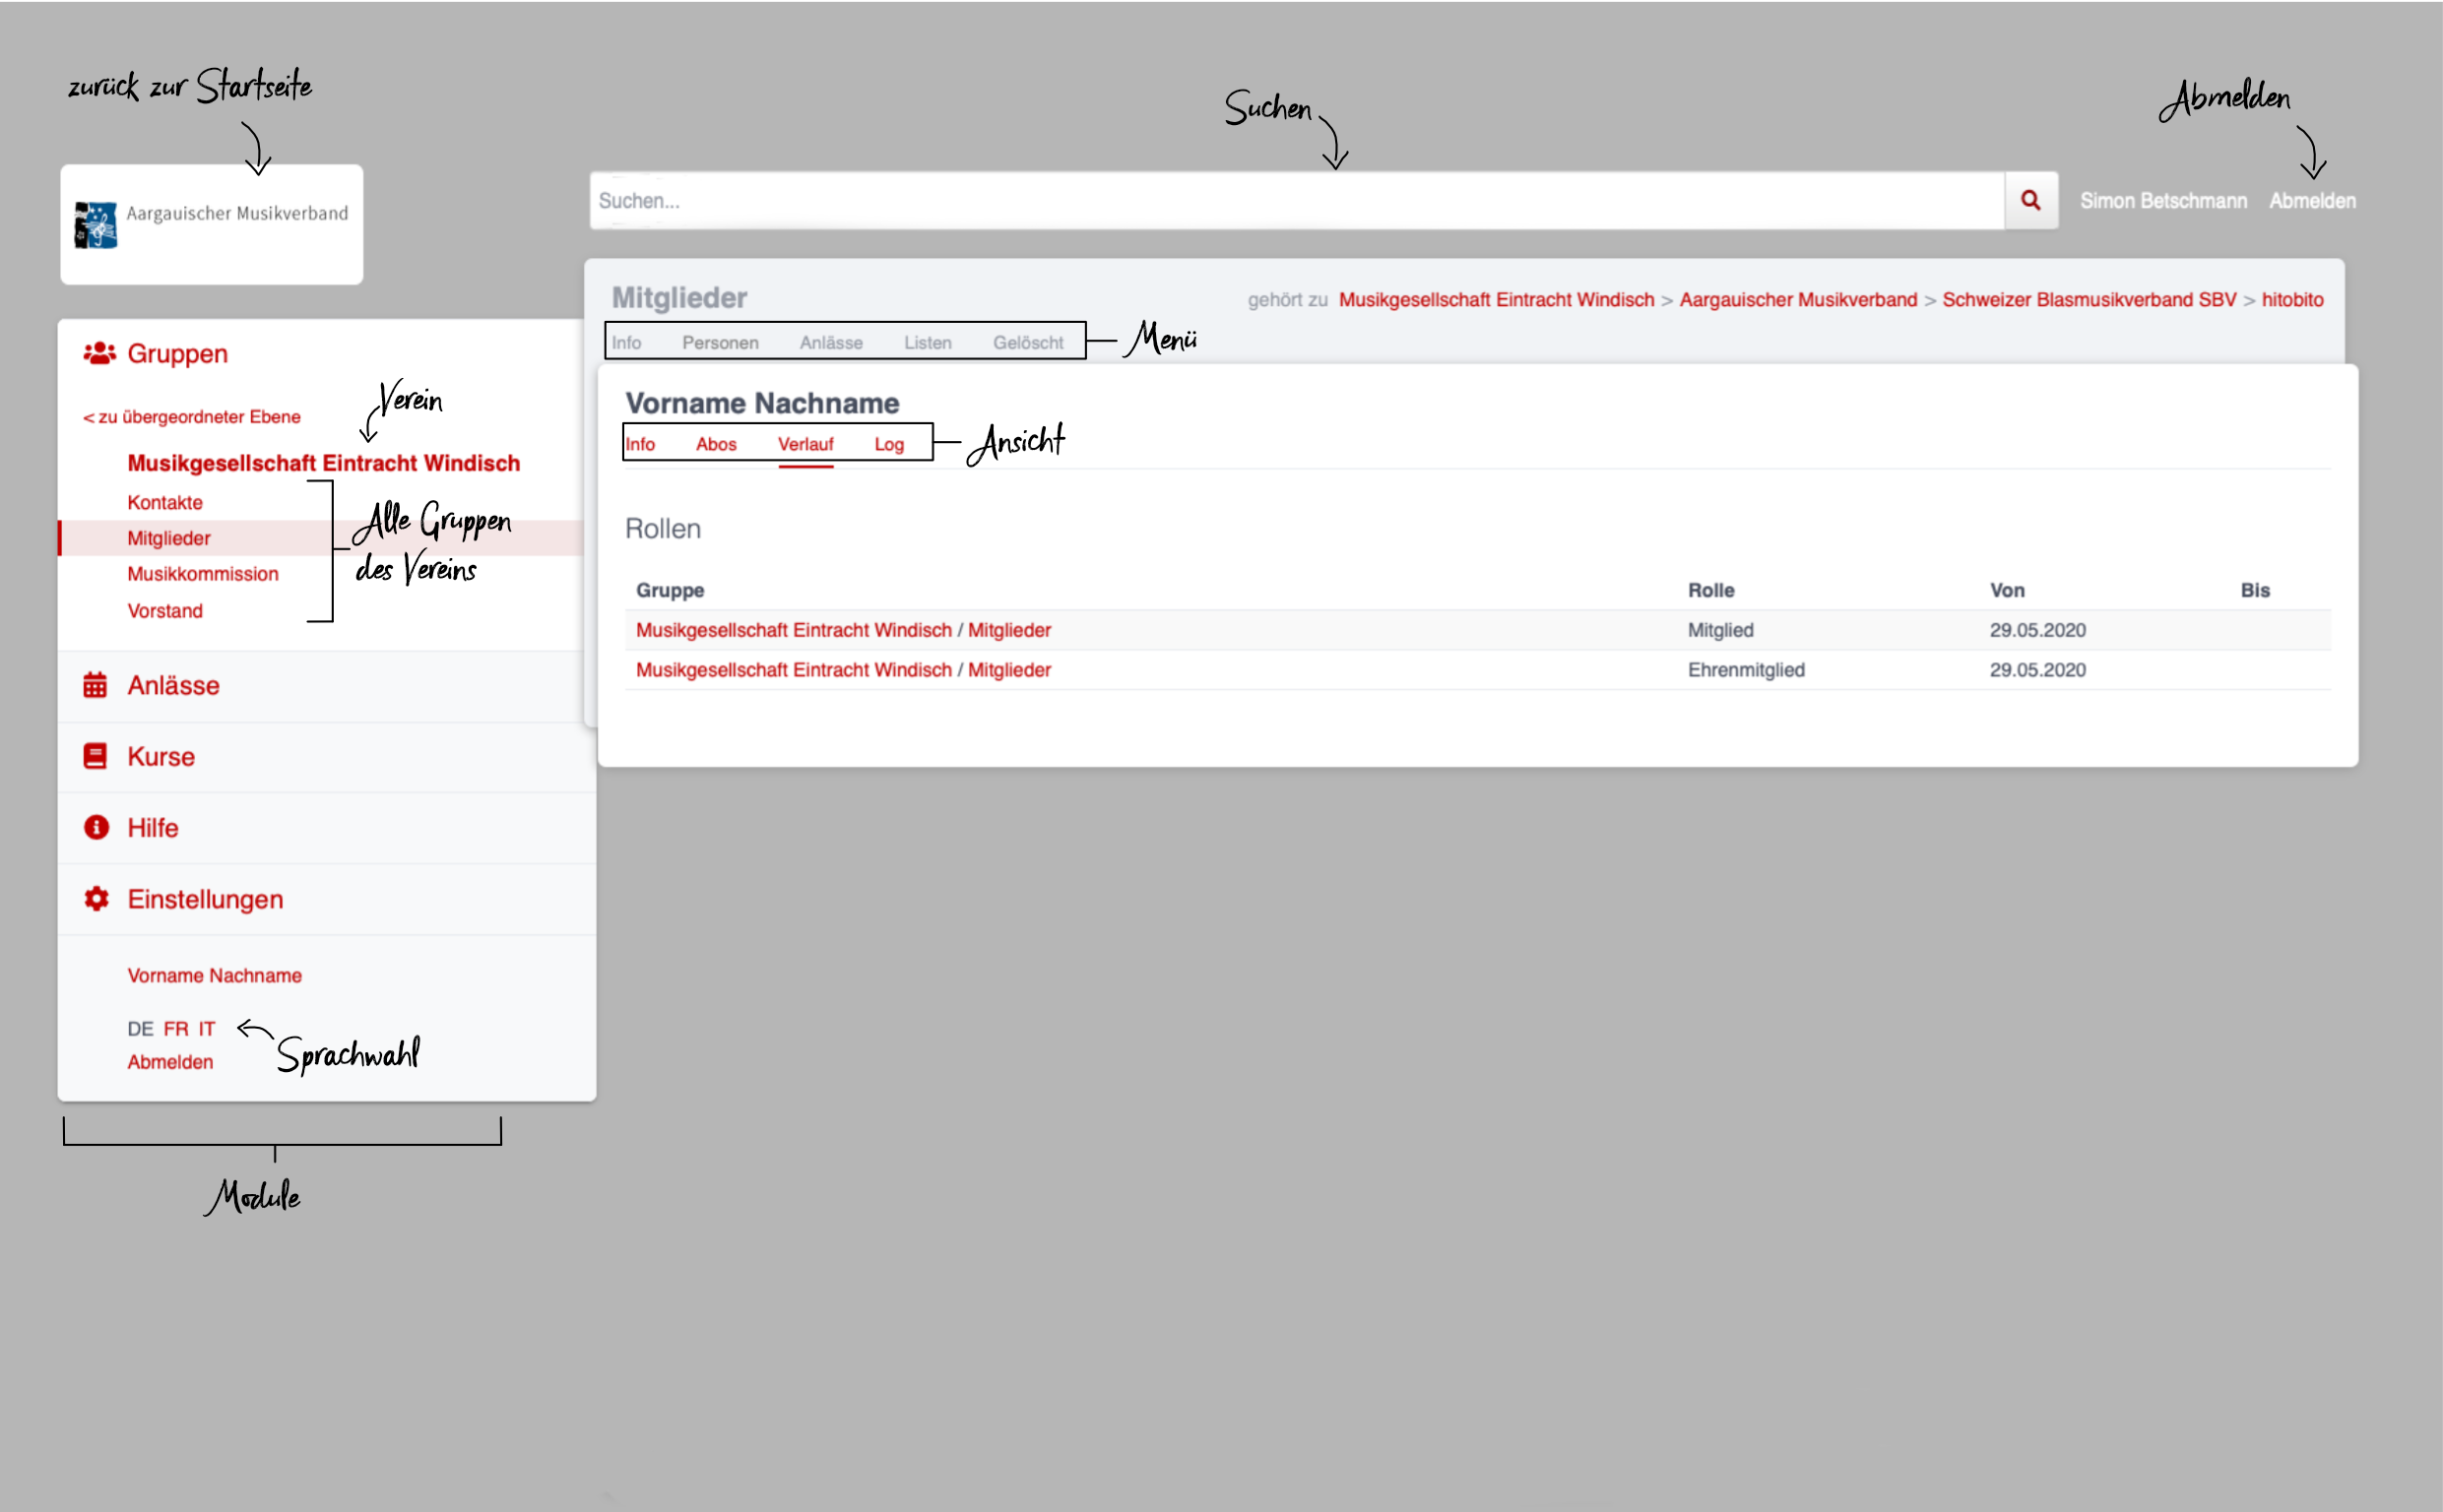 zurück zur Startseite
Suchen
Abmelden
Aargauischer Musikverband
Suchen...
Simon Betschmann Abmelden
Mitglieder
gehört zu Musikgesellschaft Eintracht Windisch > Aargauischer Musikverband > Schweizer Blasmusikverband SBV > hitobito
Info Personen Anlässe Listen Gelöscht
Menü
Gruppen
< zu übergeordneter Ebene
Verein
Musikgesellschaft Eintracht Windisch
Kontakte
Mitglieder
Musikkommission
Vorstand
Alle Gruppen
des Vereins
Anlässe
Kurse
Hilfe
Einstellungen
Vorname Nachname
DE FR IT
Sprachwahl
Abmelden
Module
Vorname Nachname
Info Abos Verlauf Log
Ansicht
Rollen
Gruppe Rolle Von Bis
Musikgesellschaft Eintracht Windisch / Mitglieder Mitglied 29.05.2020
Musikgesellschaft Eintracht Windisch / Mitglieder Ehrenmitglied 29.05.2020